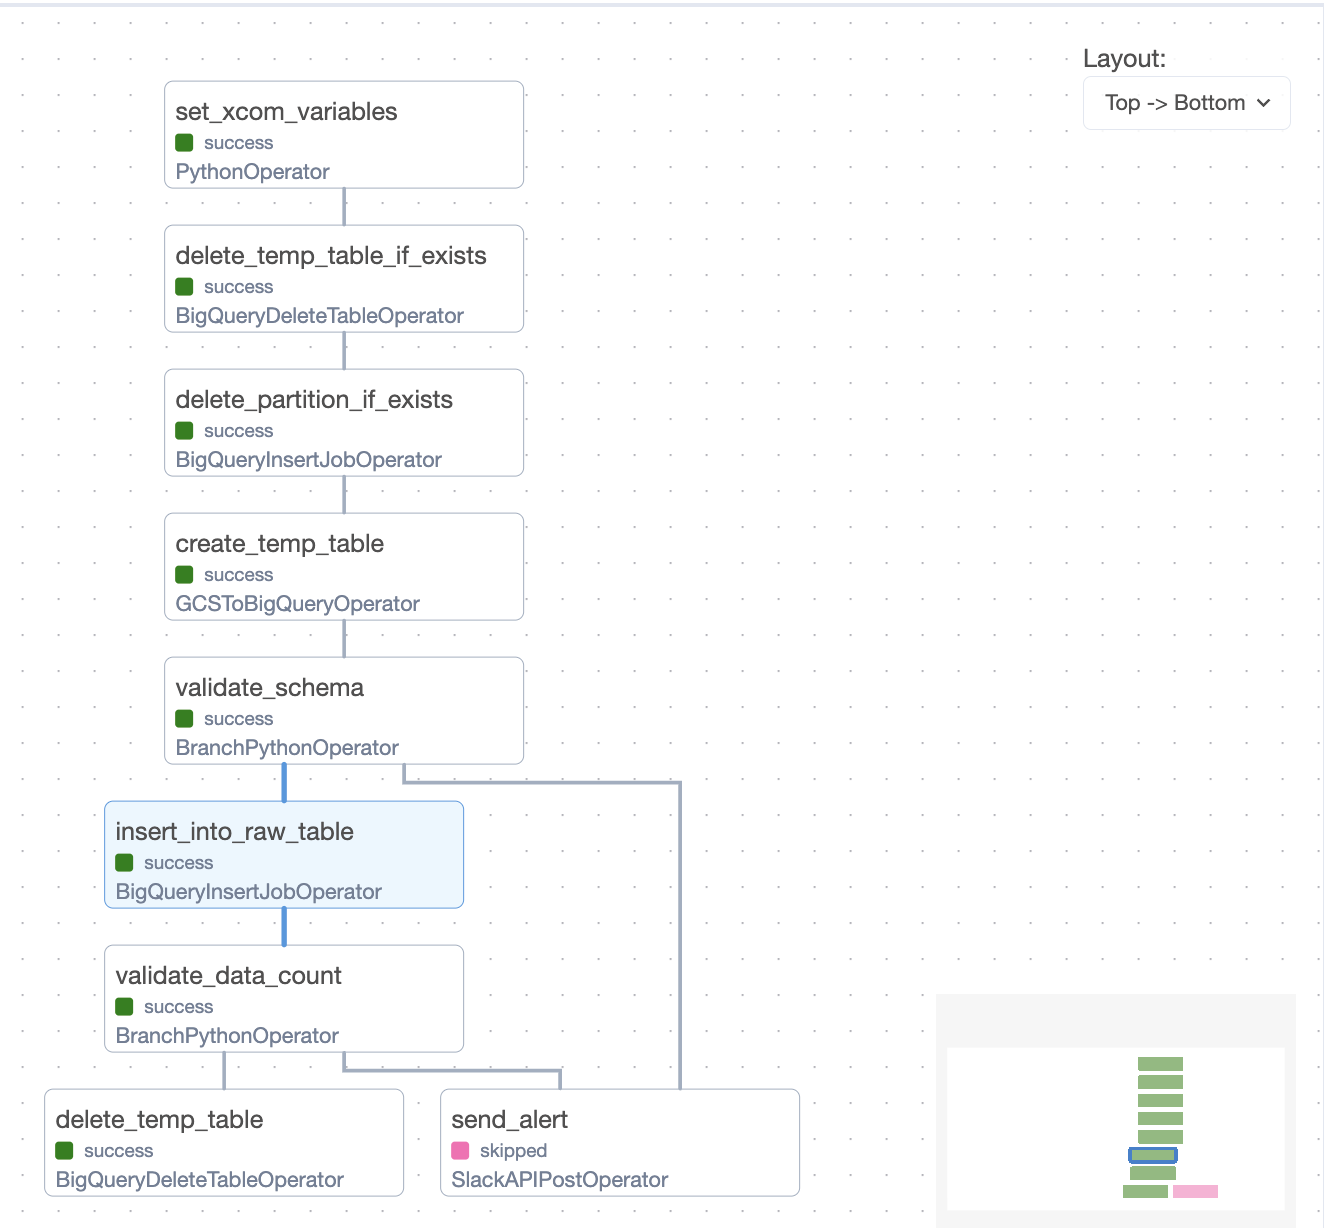 Layout:
Top -> Bottom
set_xcom_variables
success
PythonOperator
delete_temp_table_if_exists
success
BigQueryDeleteTableOperator
delete_partition_if_exists
success
BigQueryInsertJobOperator
create_temp_table
success
GCSToBigQueryOperator
validate_schema
success
BranchPythonOperator
insert_into_raw_table
success
BigQueryInsertJobOperator
validate_data_count
success
BranchPythonOperator
delete_temp_table
success
BigQueryDeleteTableOperator
send_alert
skipped
SlackAPIPostOperator